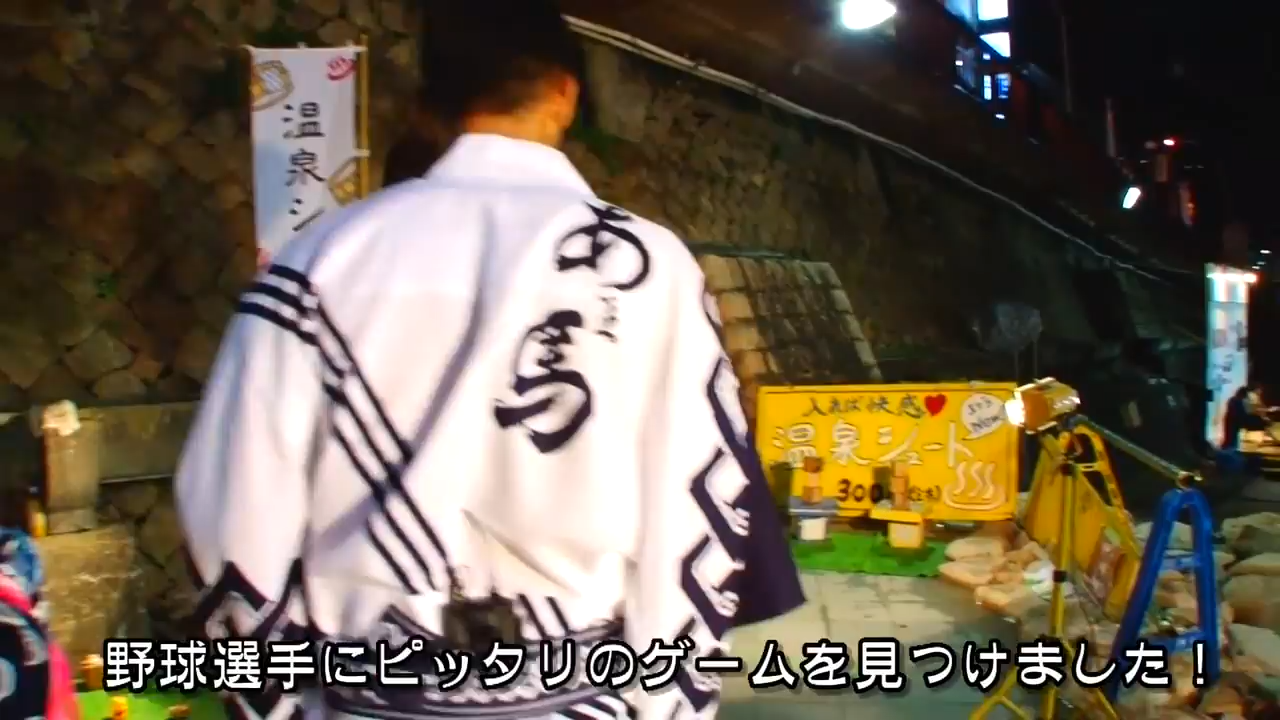 温泉シ
入れば快感♥
温泉シュート
300
野球選手にピッタリのゲームを見つけました！